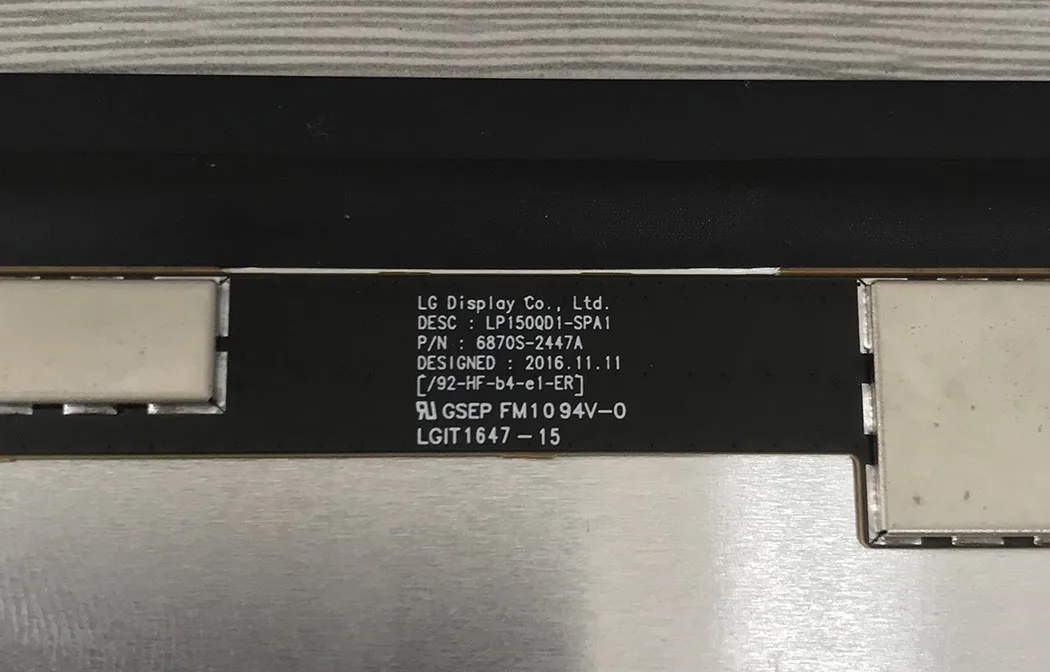 LG Display Co., Ltd.
DESC : LP150QD1-SPA1
P/N : 6870S-2447A
DESIGNED : 2016.11.11
[/92-HF-b4-e1-ER]
GSEP FM1094V-0
LGIT1647-15